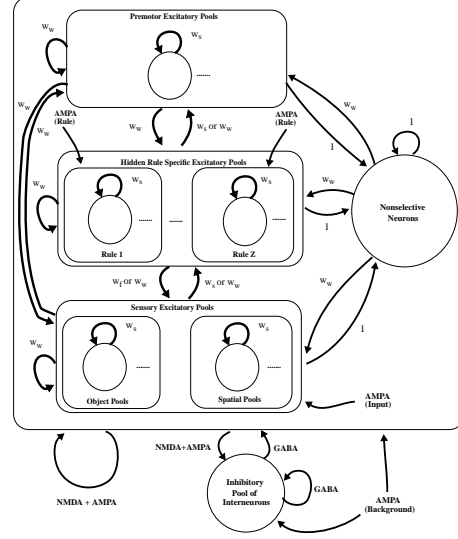 Premotor Excitatory Pools
w_w
w_s
........
AMPA
(Rule)
w_w
w_s or w_w
AMPA
(Rule)
w_w
w_w
w_w
1
1
Hidden Rule Specific Excitatory Pools
w_w
w_s
........
Rule 1
........
w_s
........
Rule Z
w_w
1
Nonselective
Neurons
w_f or w_w
w_s or w_w
w_w
1
Sensory Excitatory Pools
w_w
w_s
........
Object Pools
w_s
........
Spatial Pools
AMPA
(Input)
NMDA + AMPA
NMDA+AMPA
GABA
Inhibitory
Pool of
Interneurons
GABA
AMPA
(Background)